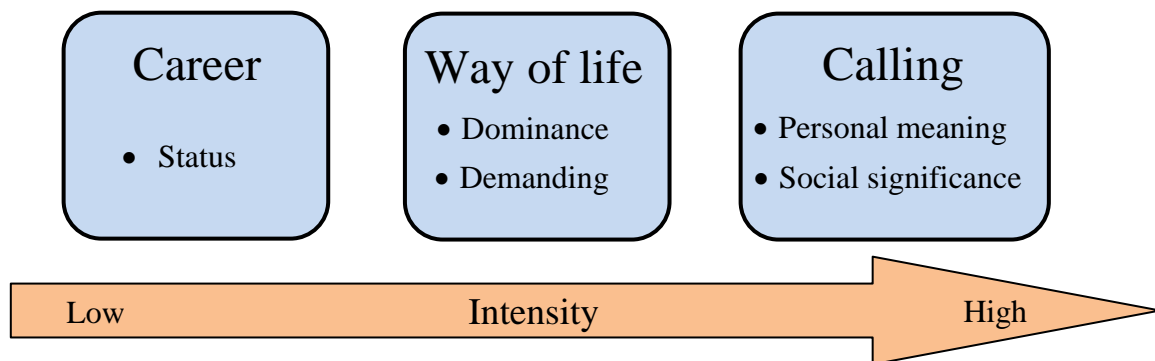 Career
• Status
Way of life
• Dominance
• Demanding
Calling
• Personal meaning
• Social significance
Low
Intensity
High